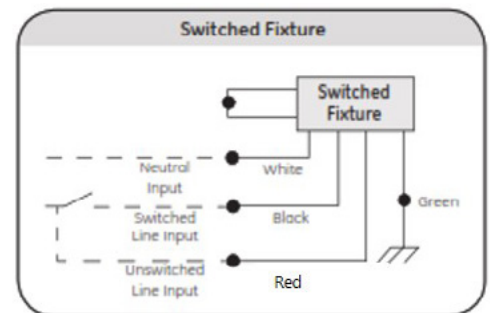 Switched Fixture
Switched
Fixture
Neutral
Input
White
Switched
Line Input
Black
Green
Unswitched
Line Input
Red